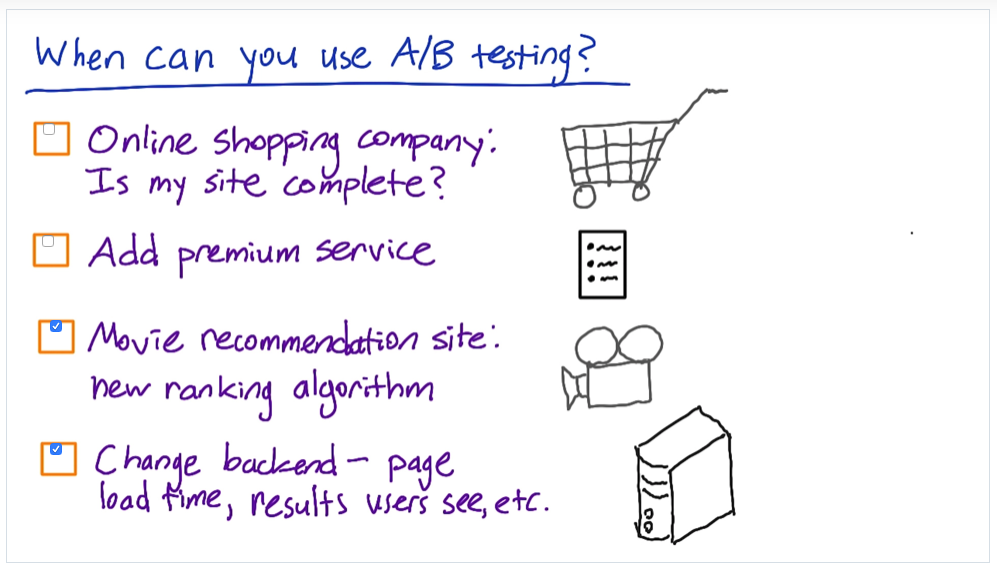 When can you use A/B testing?
Online shopping company:
Is my site complete?
Add premium service
Movie recommendation site:
new ranking algorithm
Change backend – page
load time, results users see, etc.